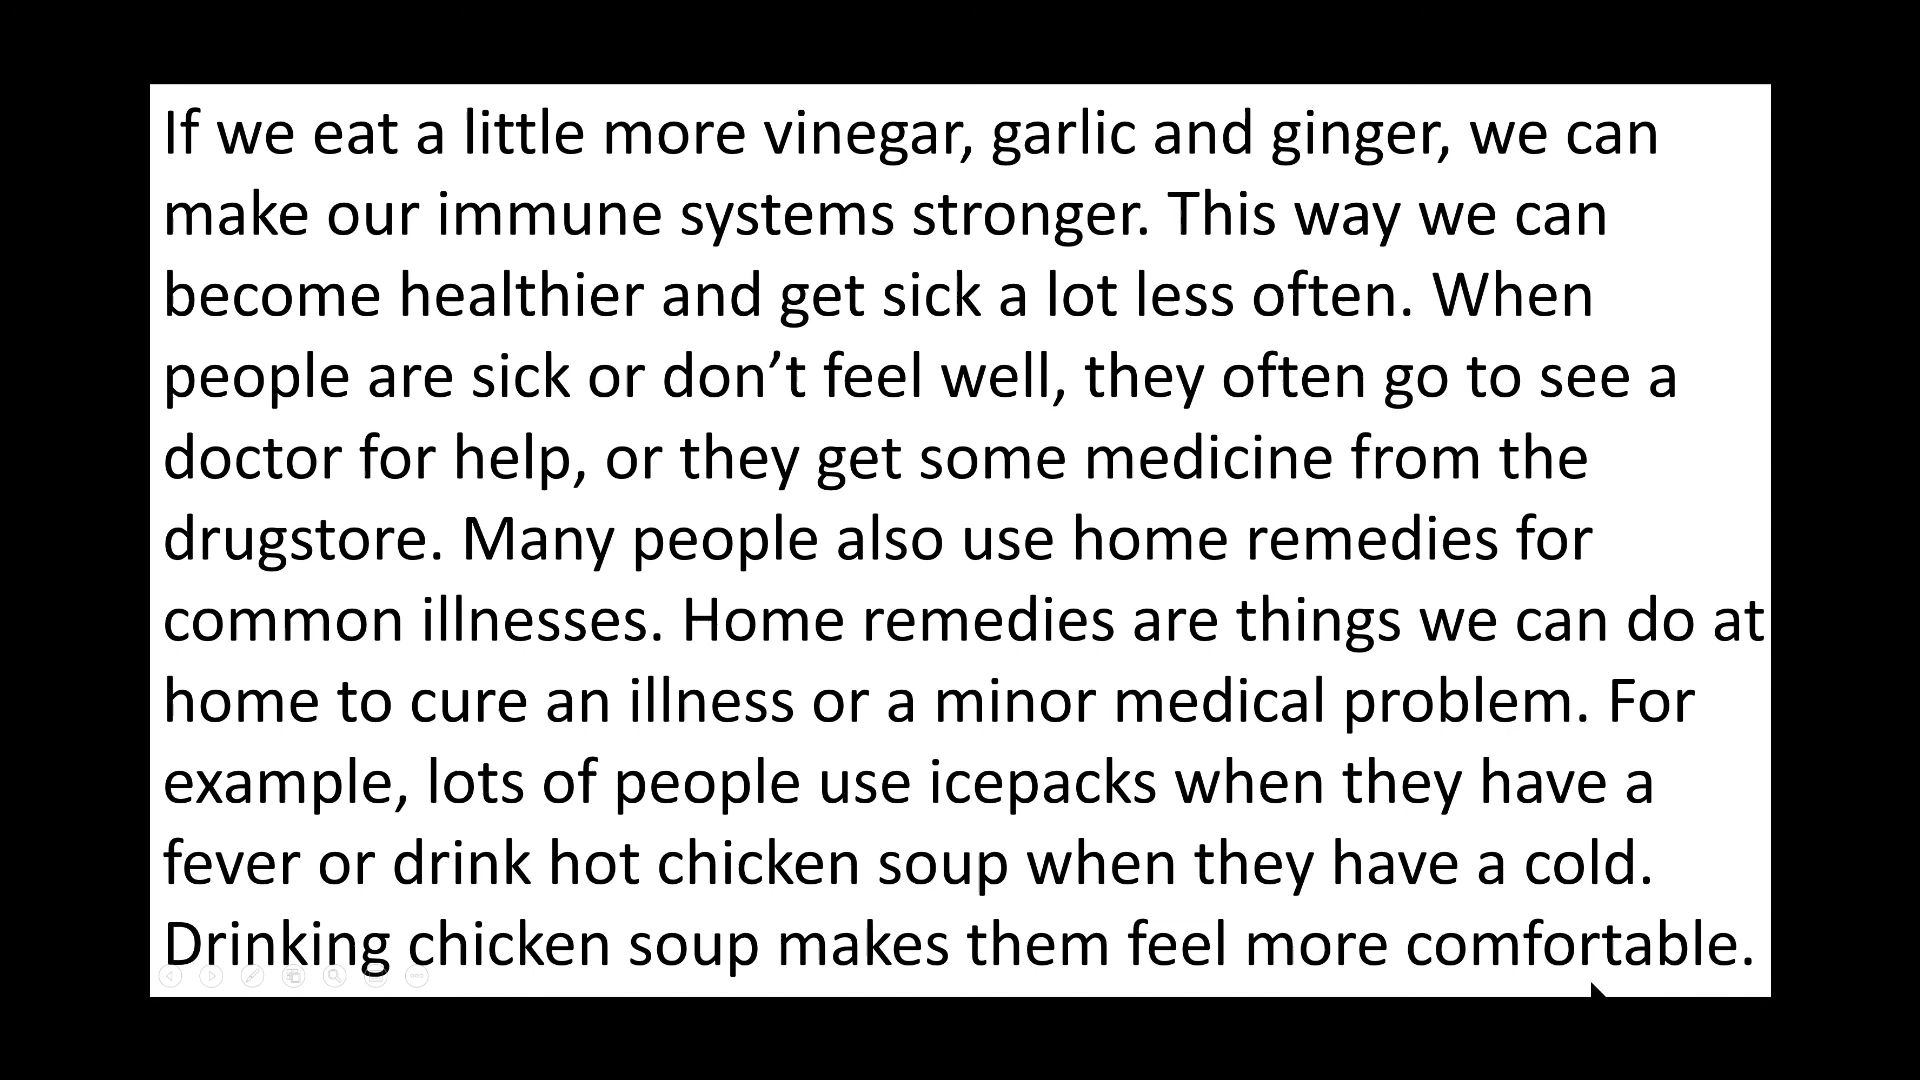 If we eat a little more vinegar, garlic and ginger, we can
make our immune systems stronger. This way we can
become healthier and get sick a lot less often. When
people are sick or don’t feel well, they often go to see a
doctor for help, or they get some medicine from the
drugstore. Many people also use home remedies for
common illnesses. Home remedies are things we can do at
home to cure an illness or a minor medical problem. For
example, lots of people use icepacks when they have a
fever or drink hot chicken soup when they have a cold.
Drinking chicken soup makes them feel more comfortable.